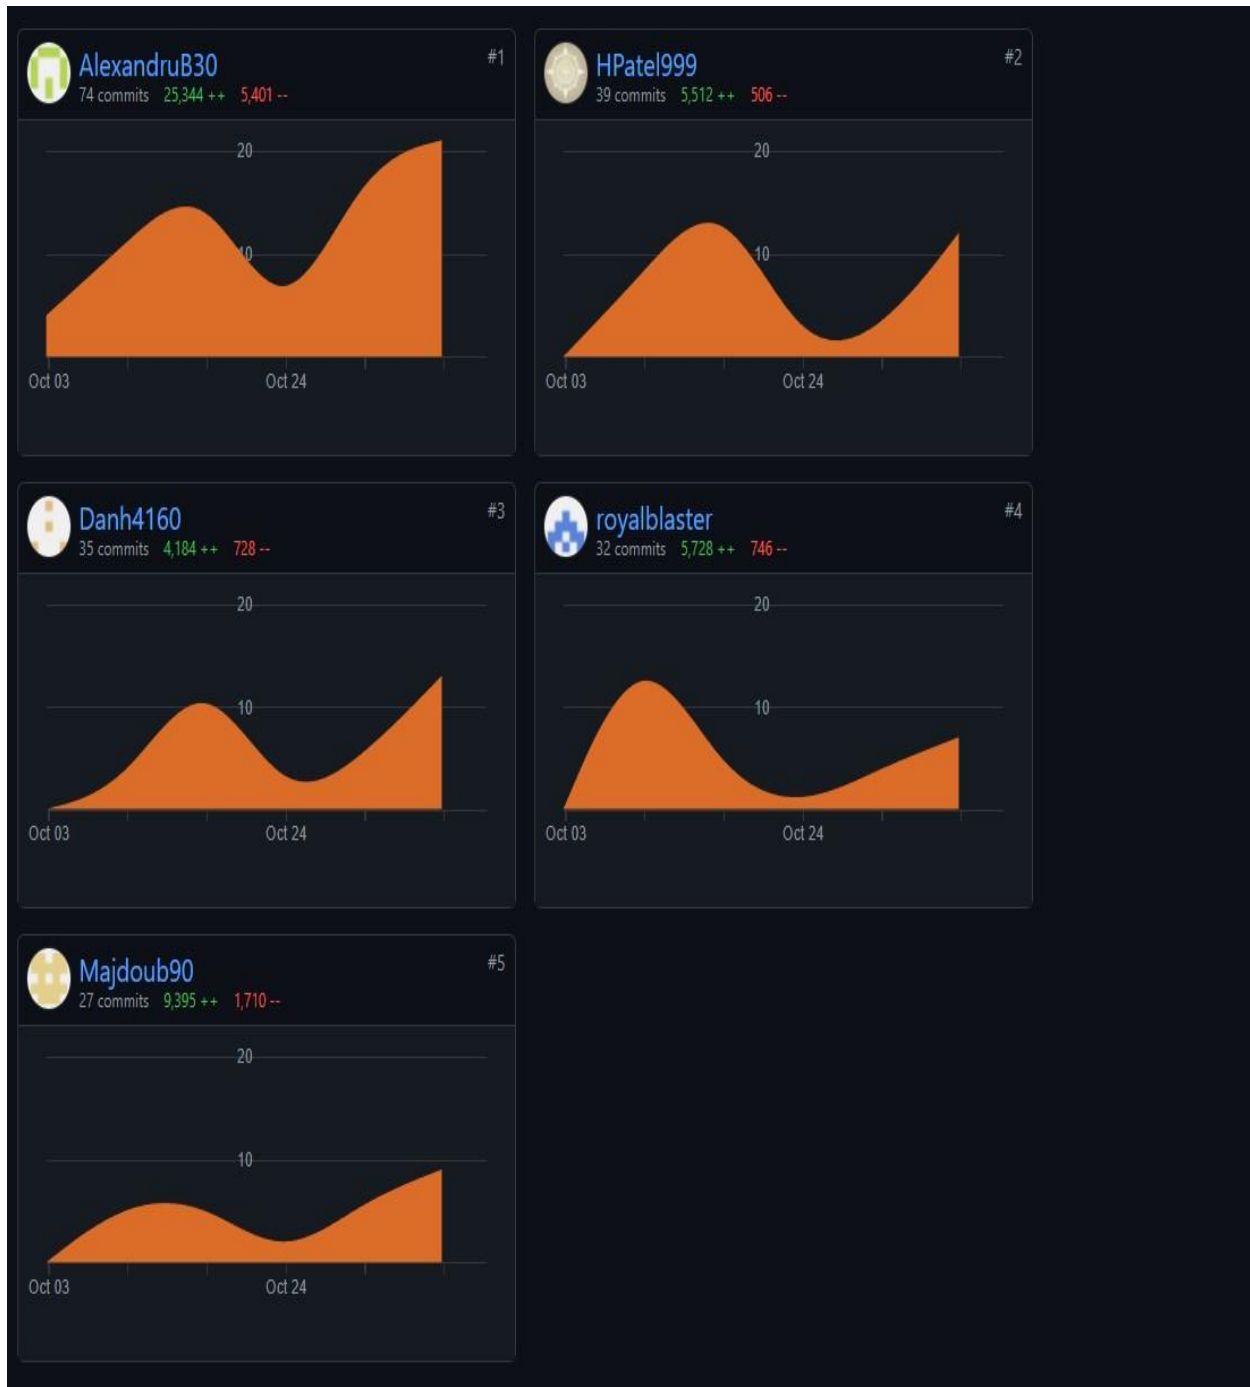 AlexandruB30 #1
74 commits 25,344 ++ 5,401 --
20
10
Oct 03 Oct 24
HPatel999 #2
39 commits 5,512 ++ 506 --
20
10
Oct 03 Oct 24
Danh4160 #3
35 commits 4,184 ++ 728 --
20
10
Oct 03 Oct 24
royalblaster #4
32 commits 5,728 ++ 746 --
20
10
Oct 03 Oct 24
Majdoub90 #5
27 commits 9,395 ++ 1,710 --
20
10
Oct 03 Oct 24